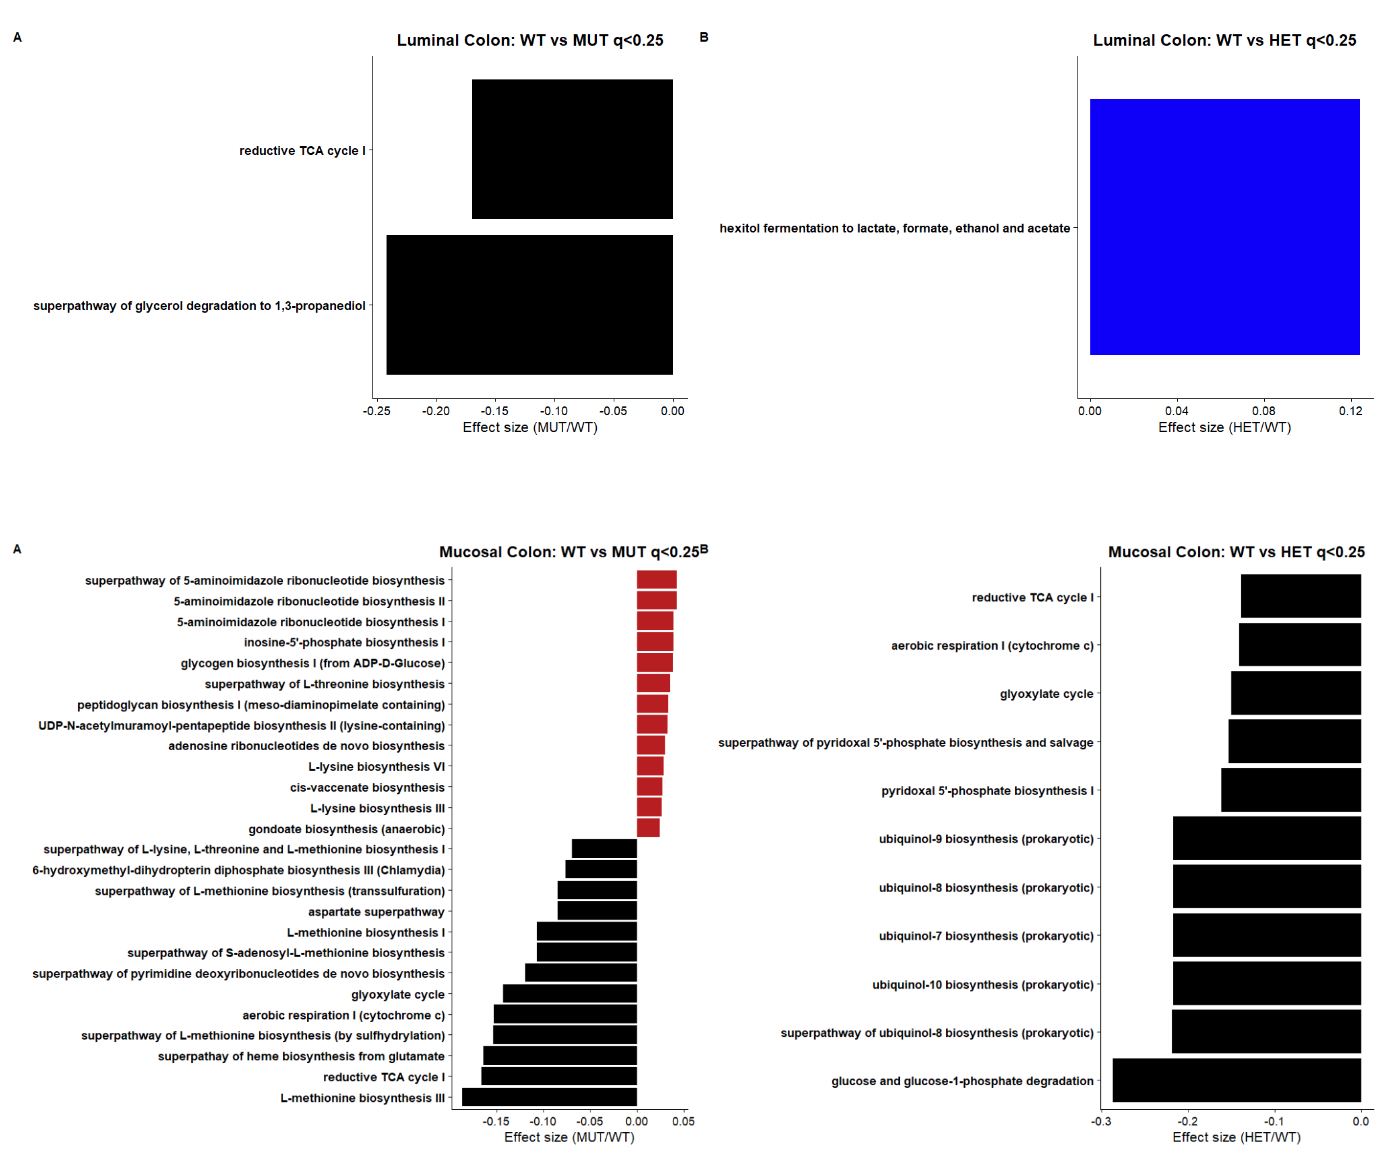 A
Luminal Colon: WT vs MUT q<0.25
reductive TCA cycle I
superpathway of glycerol degradation to 1,3-propanediol
-0.25 -0.20 -0.15 -0.10 -0.05 0.00
Effect size (MUT/WT)
B
Luminal Colon: WT vs HET q<0.25
hexitol fermentation to lactate, formate, ethanol and acetate
0.00 0.04 0.08 0.12
Effect size (HET/WT)
A
Mucosal Colon: WT vs MUT q<0.25
superpathway of 5-aminoimidazole ribonucleotide biosynthesis
5-aminoimidazole ribonucleotide biosynthesis II
5-aminoimidazole ribonucleotide biosynthesis I
inosine-5'-phosphate biosynthesis I
glycogen biosynthesis I (from ADP-D-Glucose)
superpathway of L-threonine biosynthesis
peptidoglycan biosynthesis I (meso-diaminopimelate containing)
UDP-N-acetylmuramoyl-pentapeptide biosynthesis II (lysine-containing)
adenosine ribonucleotides de novo biosynthesis
L-lysine biosynthesis VI
cis-vaccenate biosynthesis
L-lysine biosynthesis III
gondoate biosynthesis (anaerobic)
superpathway of L-lysine, L-threonine and L-methionine biosynthesis I
6-hydroxymethyl-dihydropterin diphosphate biosynthesis III (Chlamydia)
superpathway of L-methionine biosynthesis (transsulfuration)
aspartate superpathway
L-methionine biosynthesis I
superpathway of S-adenosyl-L-methionine biosynthesis
superpathway of pyrimidine deoxyribonucleotides de novo biosynthesis
glyoxylate cycle
aerobic respiration I (cytochrome c)
superpathway of L-methionine biosynthesis (by sulfhydrylation)
superpathay of heme biosynthesis from glutamate
reductive TCA cycle I
L-methionine biosynthesis III
-0.15 -0.10 -0.05 0.00 0.05
Effect size (MUT/WT)
B
Mucosal Colon: WT vs HET q<0.25
reductive TCA cycle I
aerobic respiration I (cytochrome c)
glyoxylate cycle
superpathway of pyridoxal 5'-phosphate biosynthesis and salvage
pyridoxal 5'-phosphate biosynthesis I
ubiquinol-9 biosynthesis (prokaryotic)
ubiquinol-8 biosynthesis (prokaryotic)
ubiquinol-7 biosynthesis (prokaryotic)
ubiquinol-10 biosynthesis (prokaryotic)
superpathway of ubiquinol-8 biosynthesis (prokaryotic)
glucose and glucose-1-phosphate degradation
-0.3 -0.2 -0.1 0.0
Effect size (HET/WT)